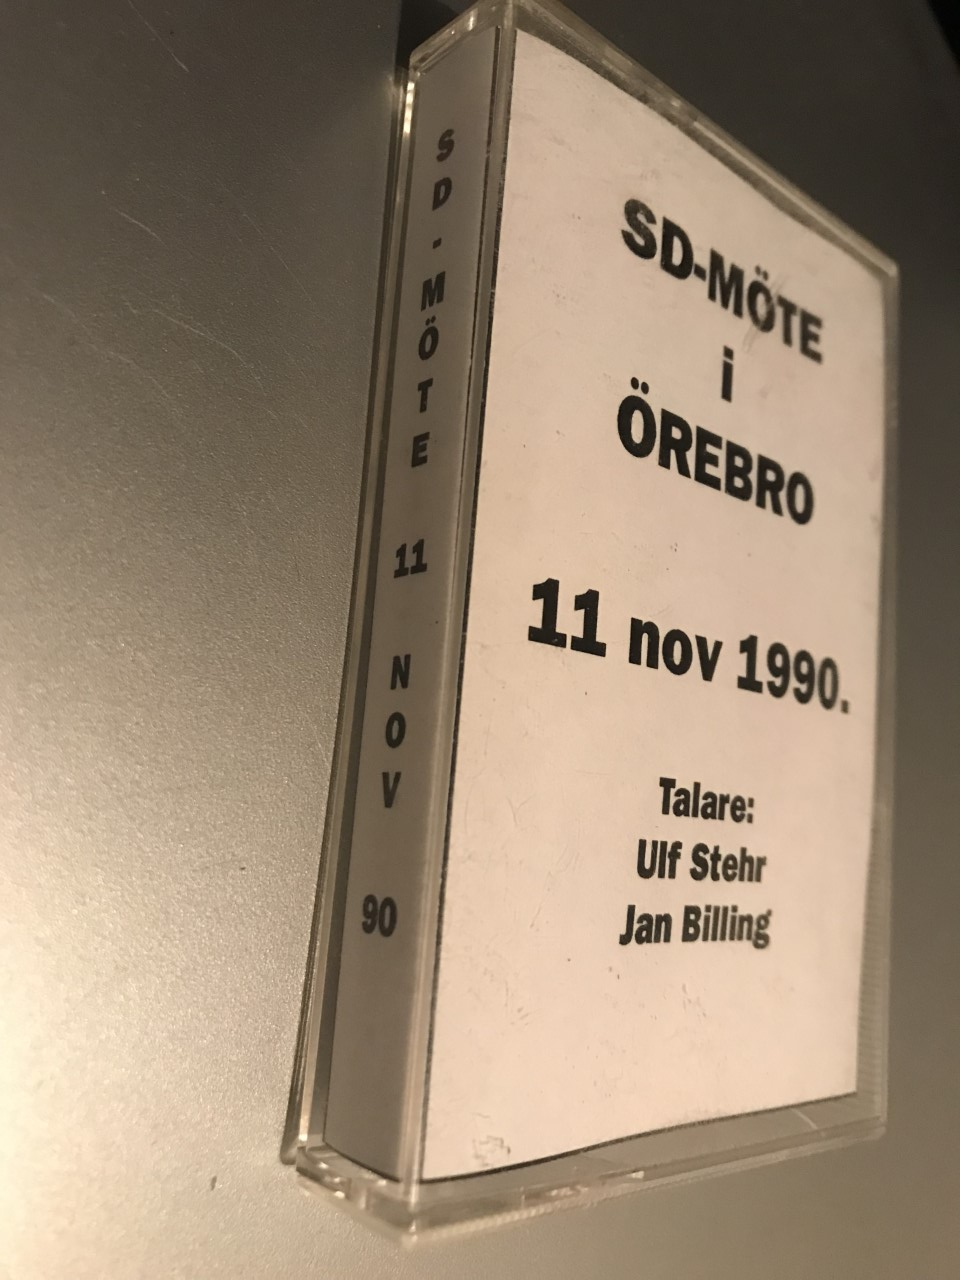 SD-MÖTE 11 NOV 90
SD-MÖTE
i
ÖREBRO
11 nov 1990.
Talare:
Ulf Stehr
Jan Billing